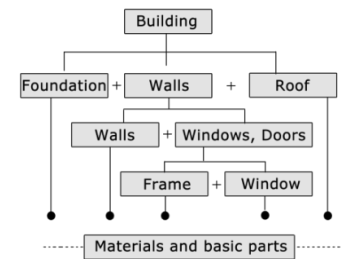 Building
Foundation + Walls + Roof
Walls + Windows, Doors
Frame + Window
Materials and basic parts